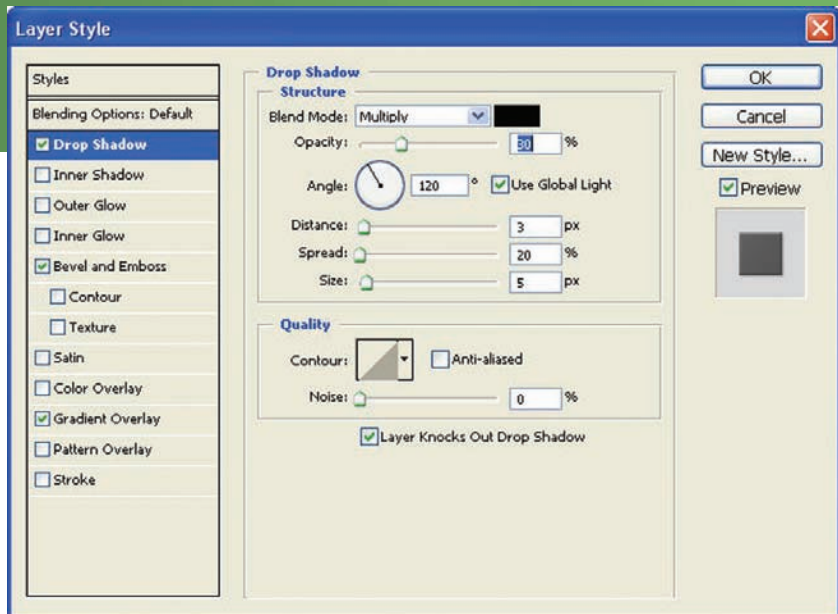 Layer Style
Styles
Blending Options: Default
Drop Shadow
Inner Shadow
Outer Glow
Inner Glow
Bevel and Emboss
Contour
Texture
Satin
Color Overlay
Gradient Overlay
Pattern Overlay
Stroke
Drop Shadow
Structure
Blend Mode: Multiply
Opacity: 30 %
Angle: 120 ° Use Global Light
Distance: 3 px
Spread: 20 %
Size: 5 px
Quality
Contour: Anti-aliased
Noise: 0 %
Layer Knocks Out Drop Shadow
OK
Cancel
New Style...
Preview